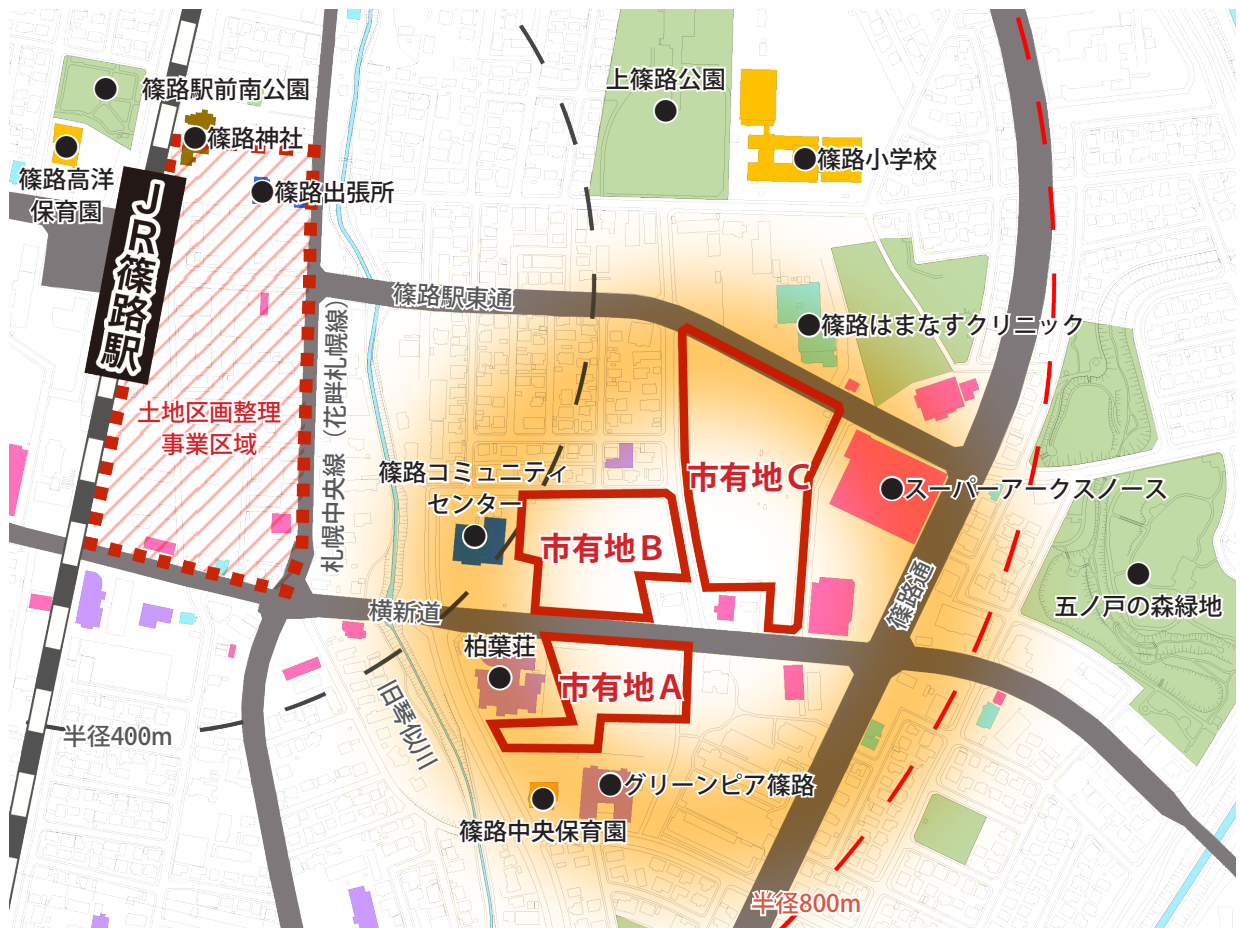 篠路駅前南公園
上篠路公園
篠路神社
篠路小学校
篠路高洋
保育園
篠路出張所
JR篠路駅
篠路駅東通
札幌中央線（花畔札幌線）
篠路はまなすクリニック
土地区画整理
事業区域
篠路コミュニティ
センター
市有地C
スーパーアークスノース
市有地B
五ノ戸の森緑地
篠路通
横新道
柏葉荘
市有地A
旧琴似川
半径400m
グリーンピア篠路
篠路中央保育園
半径800m